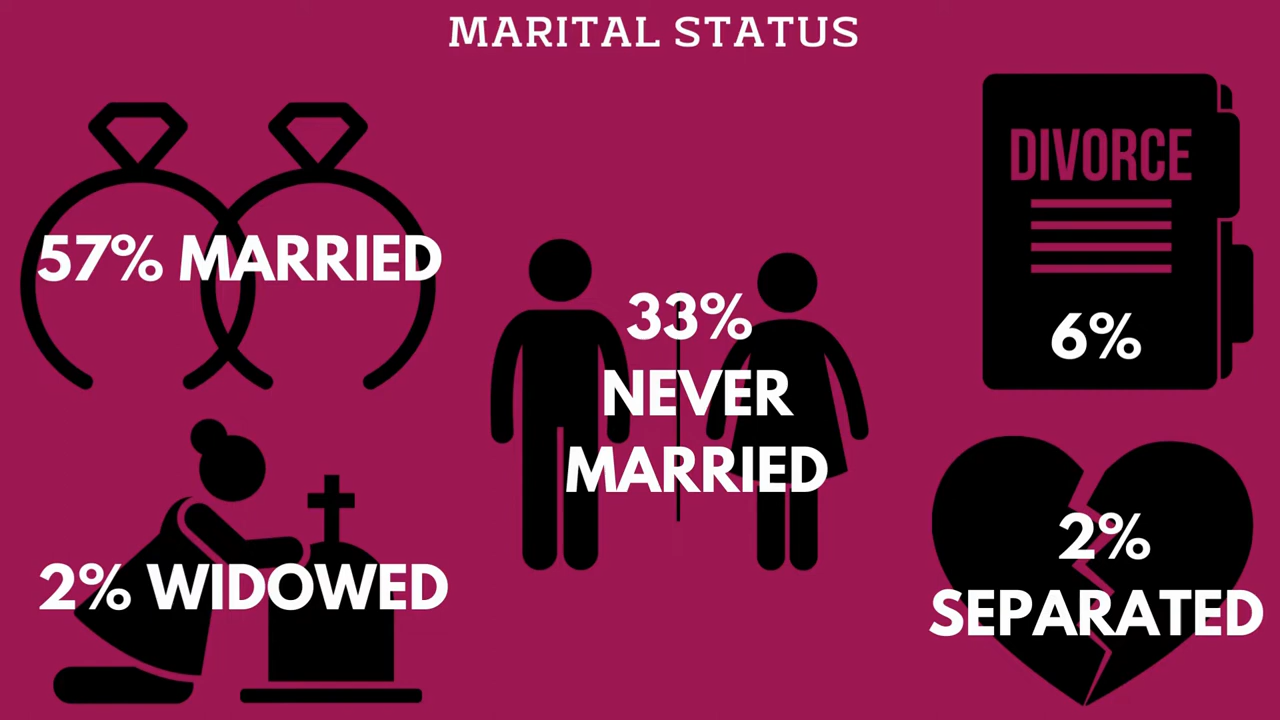 MARITAL STATUS
57% MARRIED
2% WIDOWED
33%
NEVER
MARRIED
DIVORCE
6%
2%
SEPARATED